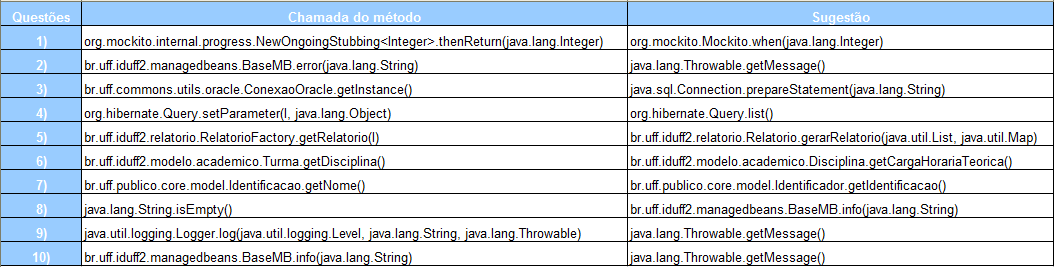 Questões Chamada do método Sugestão
1) org.mockito.internal.progress.NewOngoingStubbing<Integer>.thenReturn(java.lang.Integer) org.mockito.Mockito.when(java.lang.Integer)
2) br.uff.iduff2.managedbeans.BaseMB.error(java.lang.String) java.lang.Throwable.getMessage()
3) br.uff.commons.utils.oracle.ConexaoOracle.getInstance() java.sql.Connection.prepareStatement(java.lang.String)
4) org.hibernate.Query.setParameter(I, java.lang.Object) org.hibernate.Query.list()
5) br.uff.iduff2.relatorio.RelatorioFactory.getRelatorio(I) br.uff.iduff2.relatorio.Relatorio.gerarRelatorio(java.util.List, java.util.Map)
6) br.uff.iduff2.modelo.academico.Turma.getDisciplina() br.uff.iduff2.modelo.academico.Disciplina.getCargaHorariaTeorica()
7) br.uff.publico.core.model.Identificacao.getNome() br.uff.publico.core.model.Identificador.getIdentificacao()
8) java.lang.String.isEmpty() br.uff.iduff2.managedbeans.BaseMB.info(java.lang.String)
9) java.util.logging.Logger.log(java.util.logging.Level, java.lang.String, java.lang.Throwable) java.lang.Throwable.getMessage()
10) br.uff.iduff2.managedbeans.BaseMB.info(java.lang.String) java.lang.Throwable.getMessage()